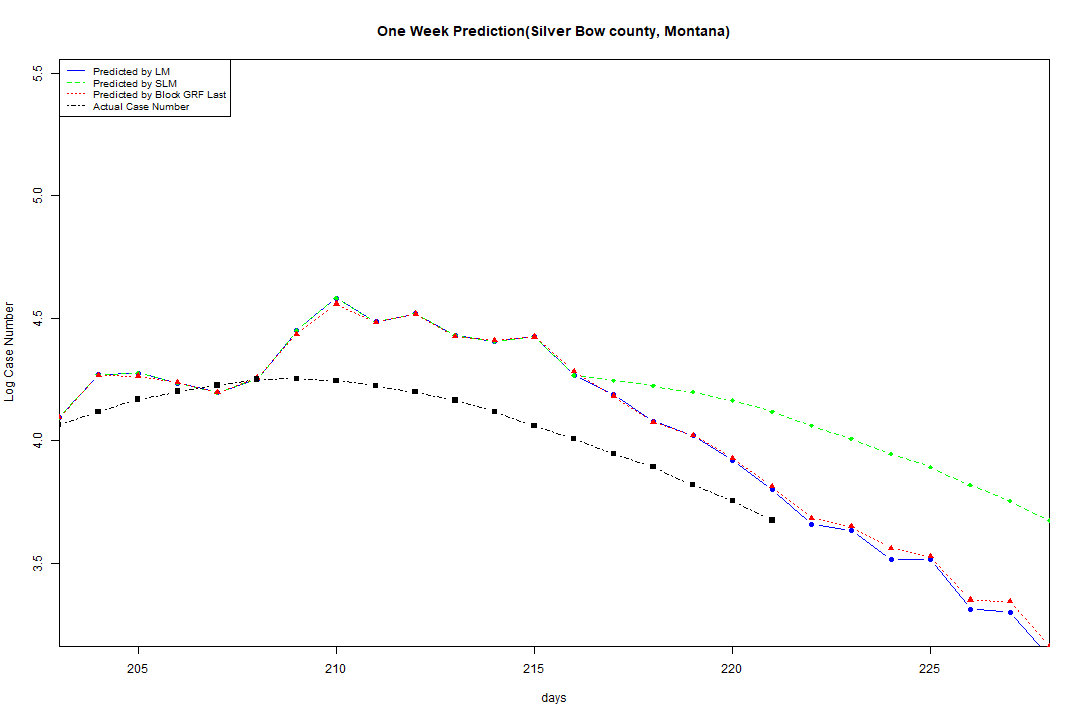 One Week Prediction(Silver Bow county, Montana)
Predicted by LM
Predicted by SLM
Predicted by Block GRF Last
Actual Case Number
5.5
5.0
4.5
4.0
3.5
Log Case Number
205
210
215
220
225
days